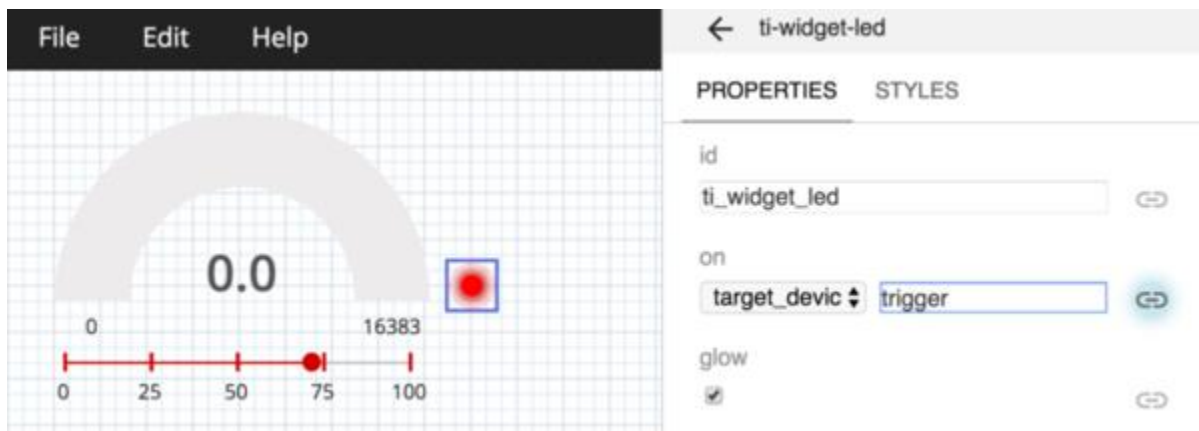 File Edit Help
0.0
0 16383
0 25 50 75 100
← ti-widget-led
PROPERTIES STYLES
id
ti_widget_led
on
target_devic trigger
glow